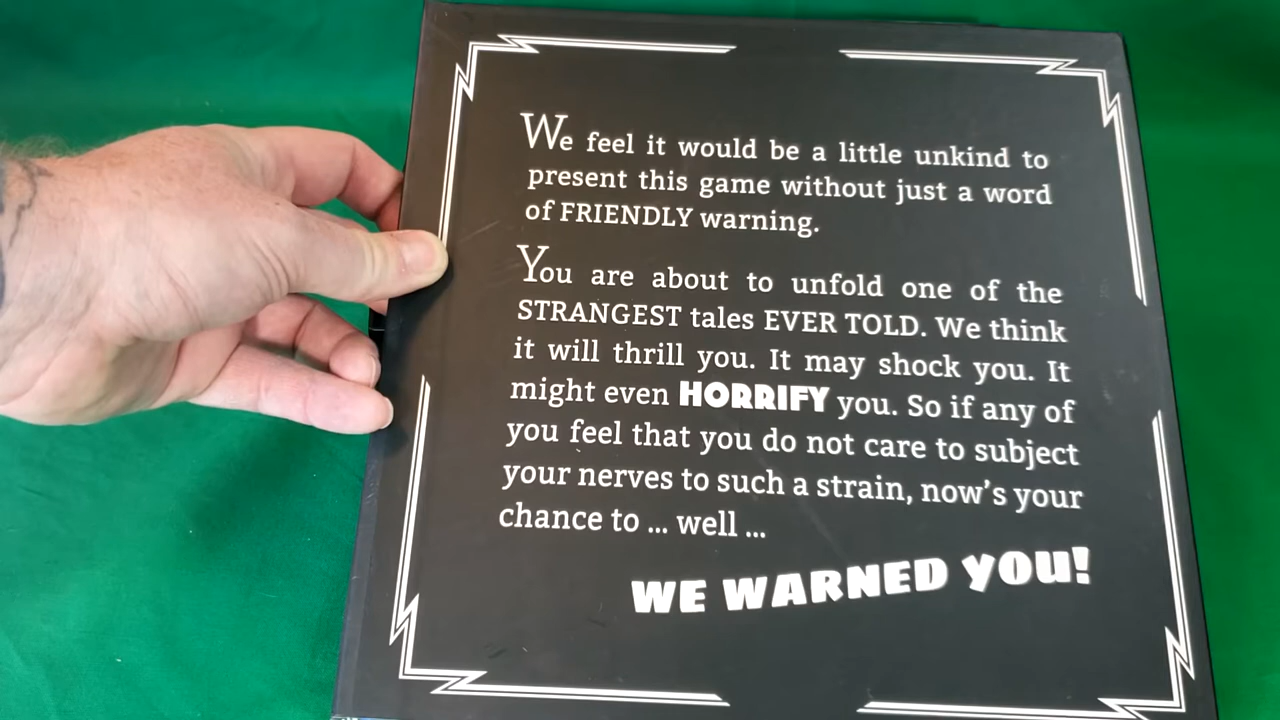 We feel it would be a little unkind to
present this game without just a word
of FRIENDLY warning.
You are about to unfold one of the
STRANGEST tales EVER TOLD. We think
it will thrill you. It may shock you. It
might even HORRIFY you. So if any of
you feel that you do not care to subject
your nerves to such a strain, now's your
chance to ... well ...
WE WARNED YOU!